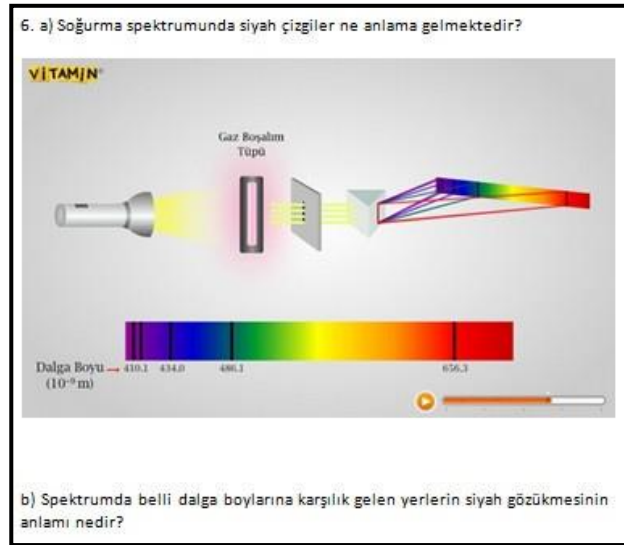 6. a) Soğurma spektrumunda siyah çizgiler ne anlama gelmektedir?
VİTAMİN®
Gaz Boşalım
Tüpü
Dalga Boyu → 410.1 434.0 486.1 656.3
(10⁻⁹ m)
b) Spektrumda belli dalga boylarına karşılık gelen yerlerin siyah gözükmesinin
anlamı nedir?